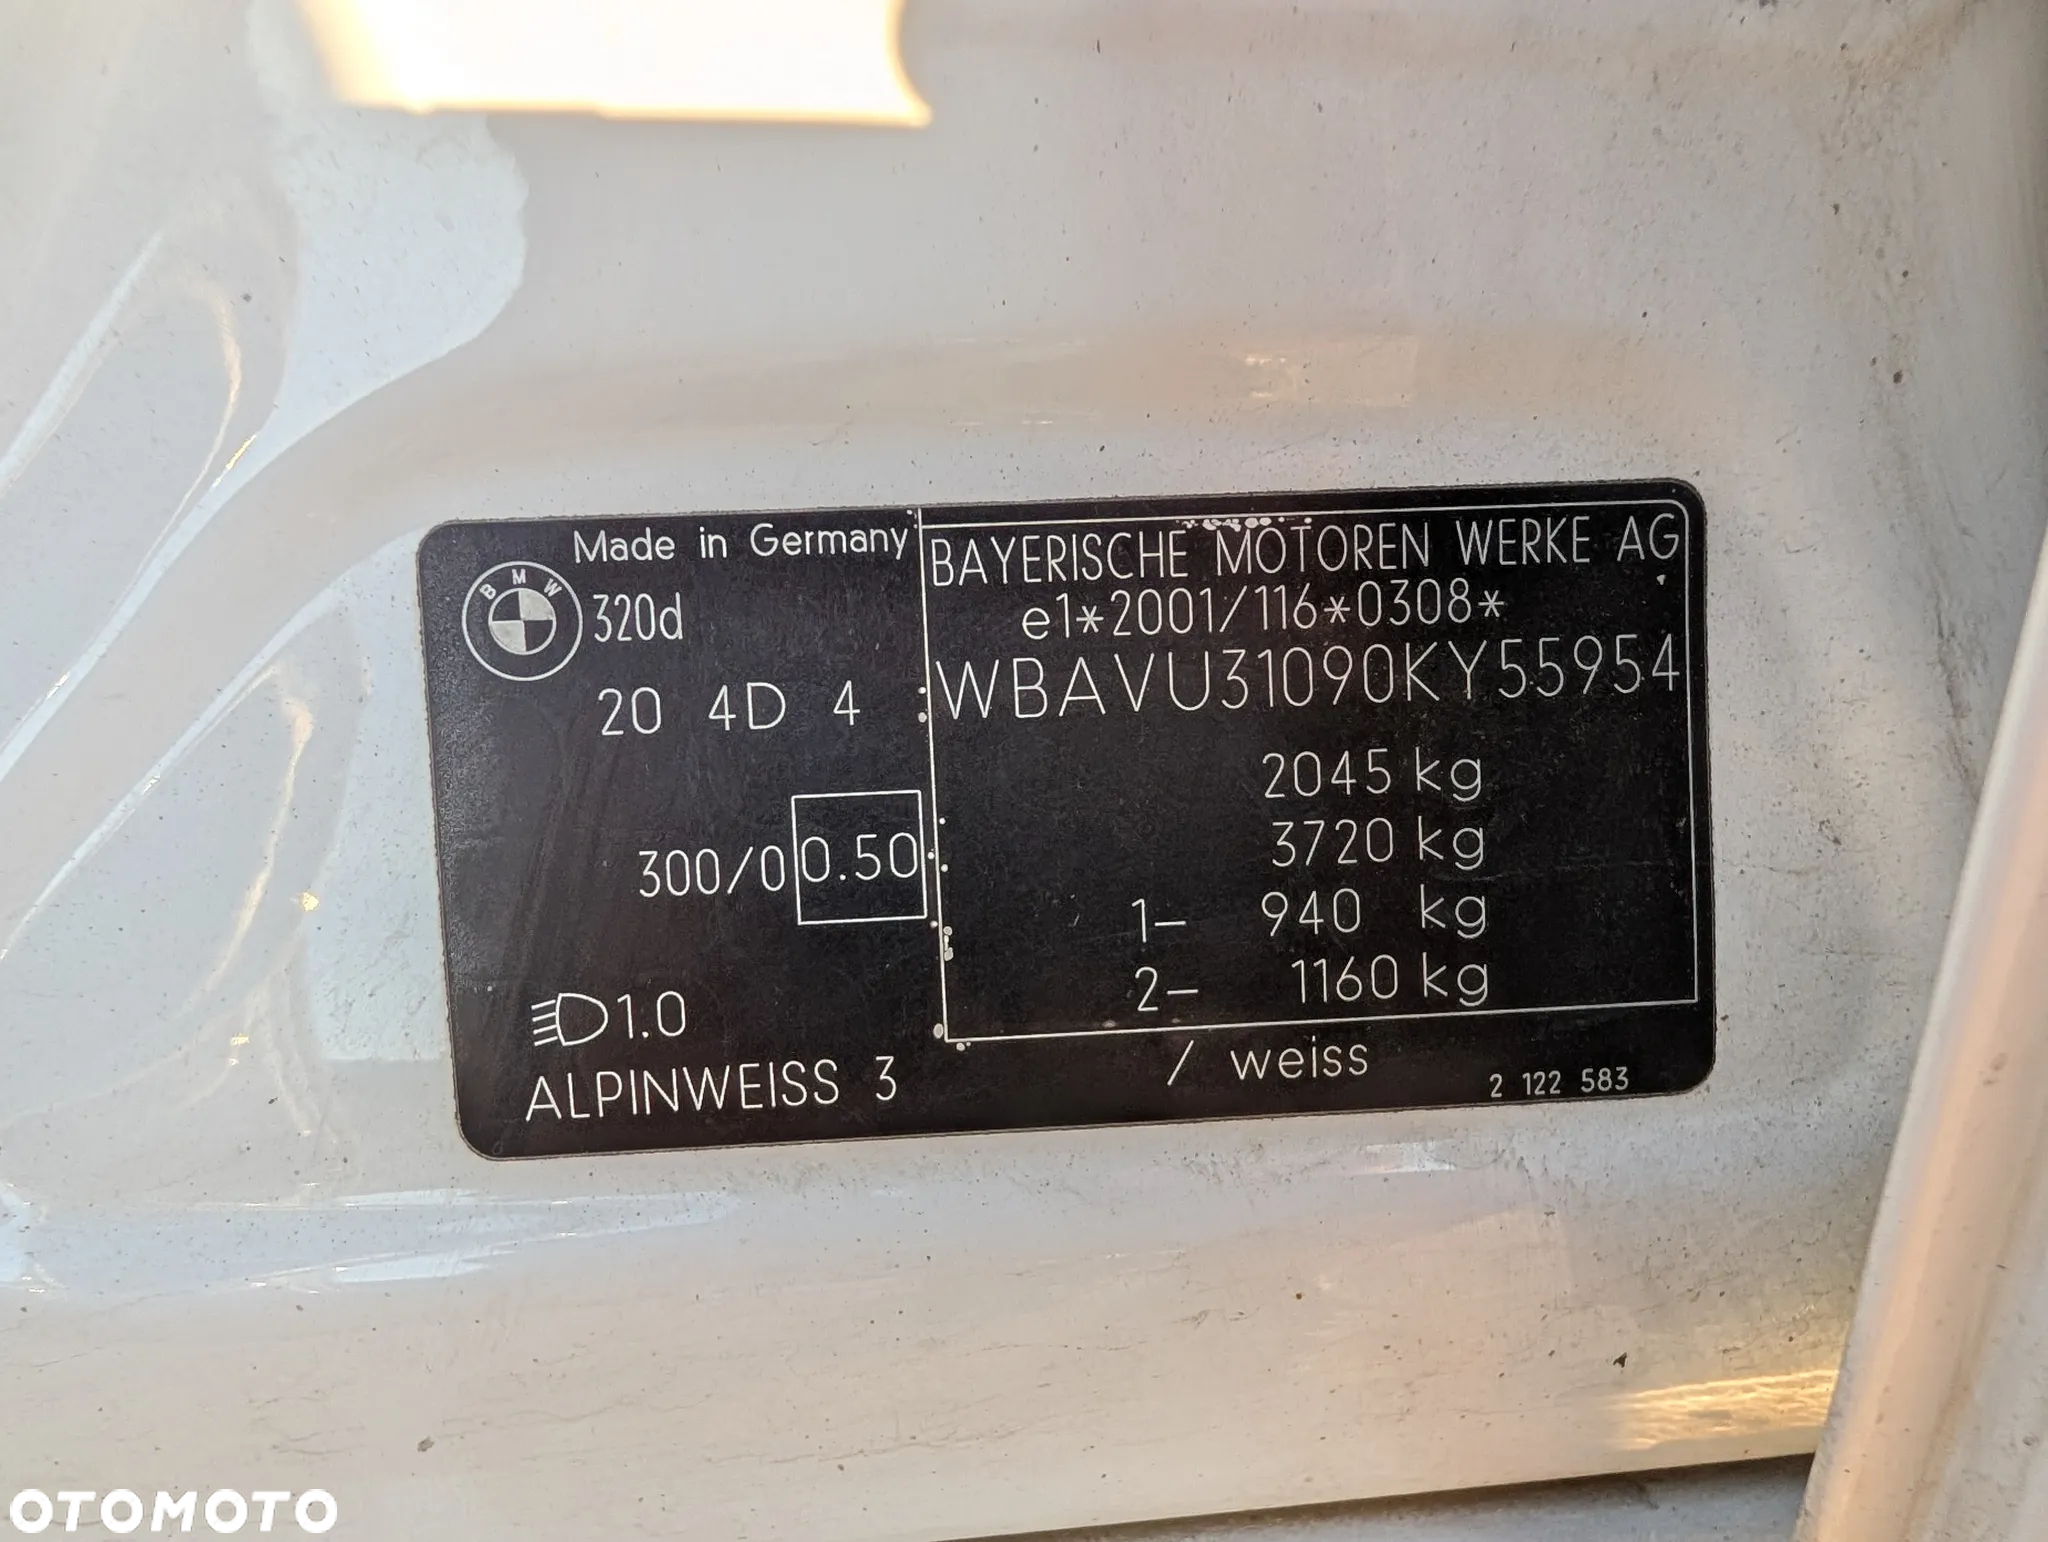 Made in Germany
BMW
320d
20 4D 4
300/0 0.50
1.0
ALPINWEISS 3
BAYERISCHE MOTOREN WERKE AG
e1*2001/116*0308*
WBAVU31090KY55954
2045 kg
3720 kg
1- 940 kg
2- 1160 kg
/ weiss
2 122 583
OTOMOTO